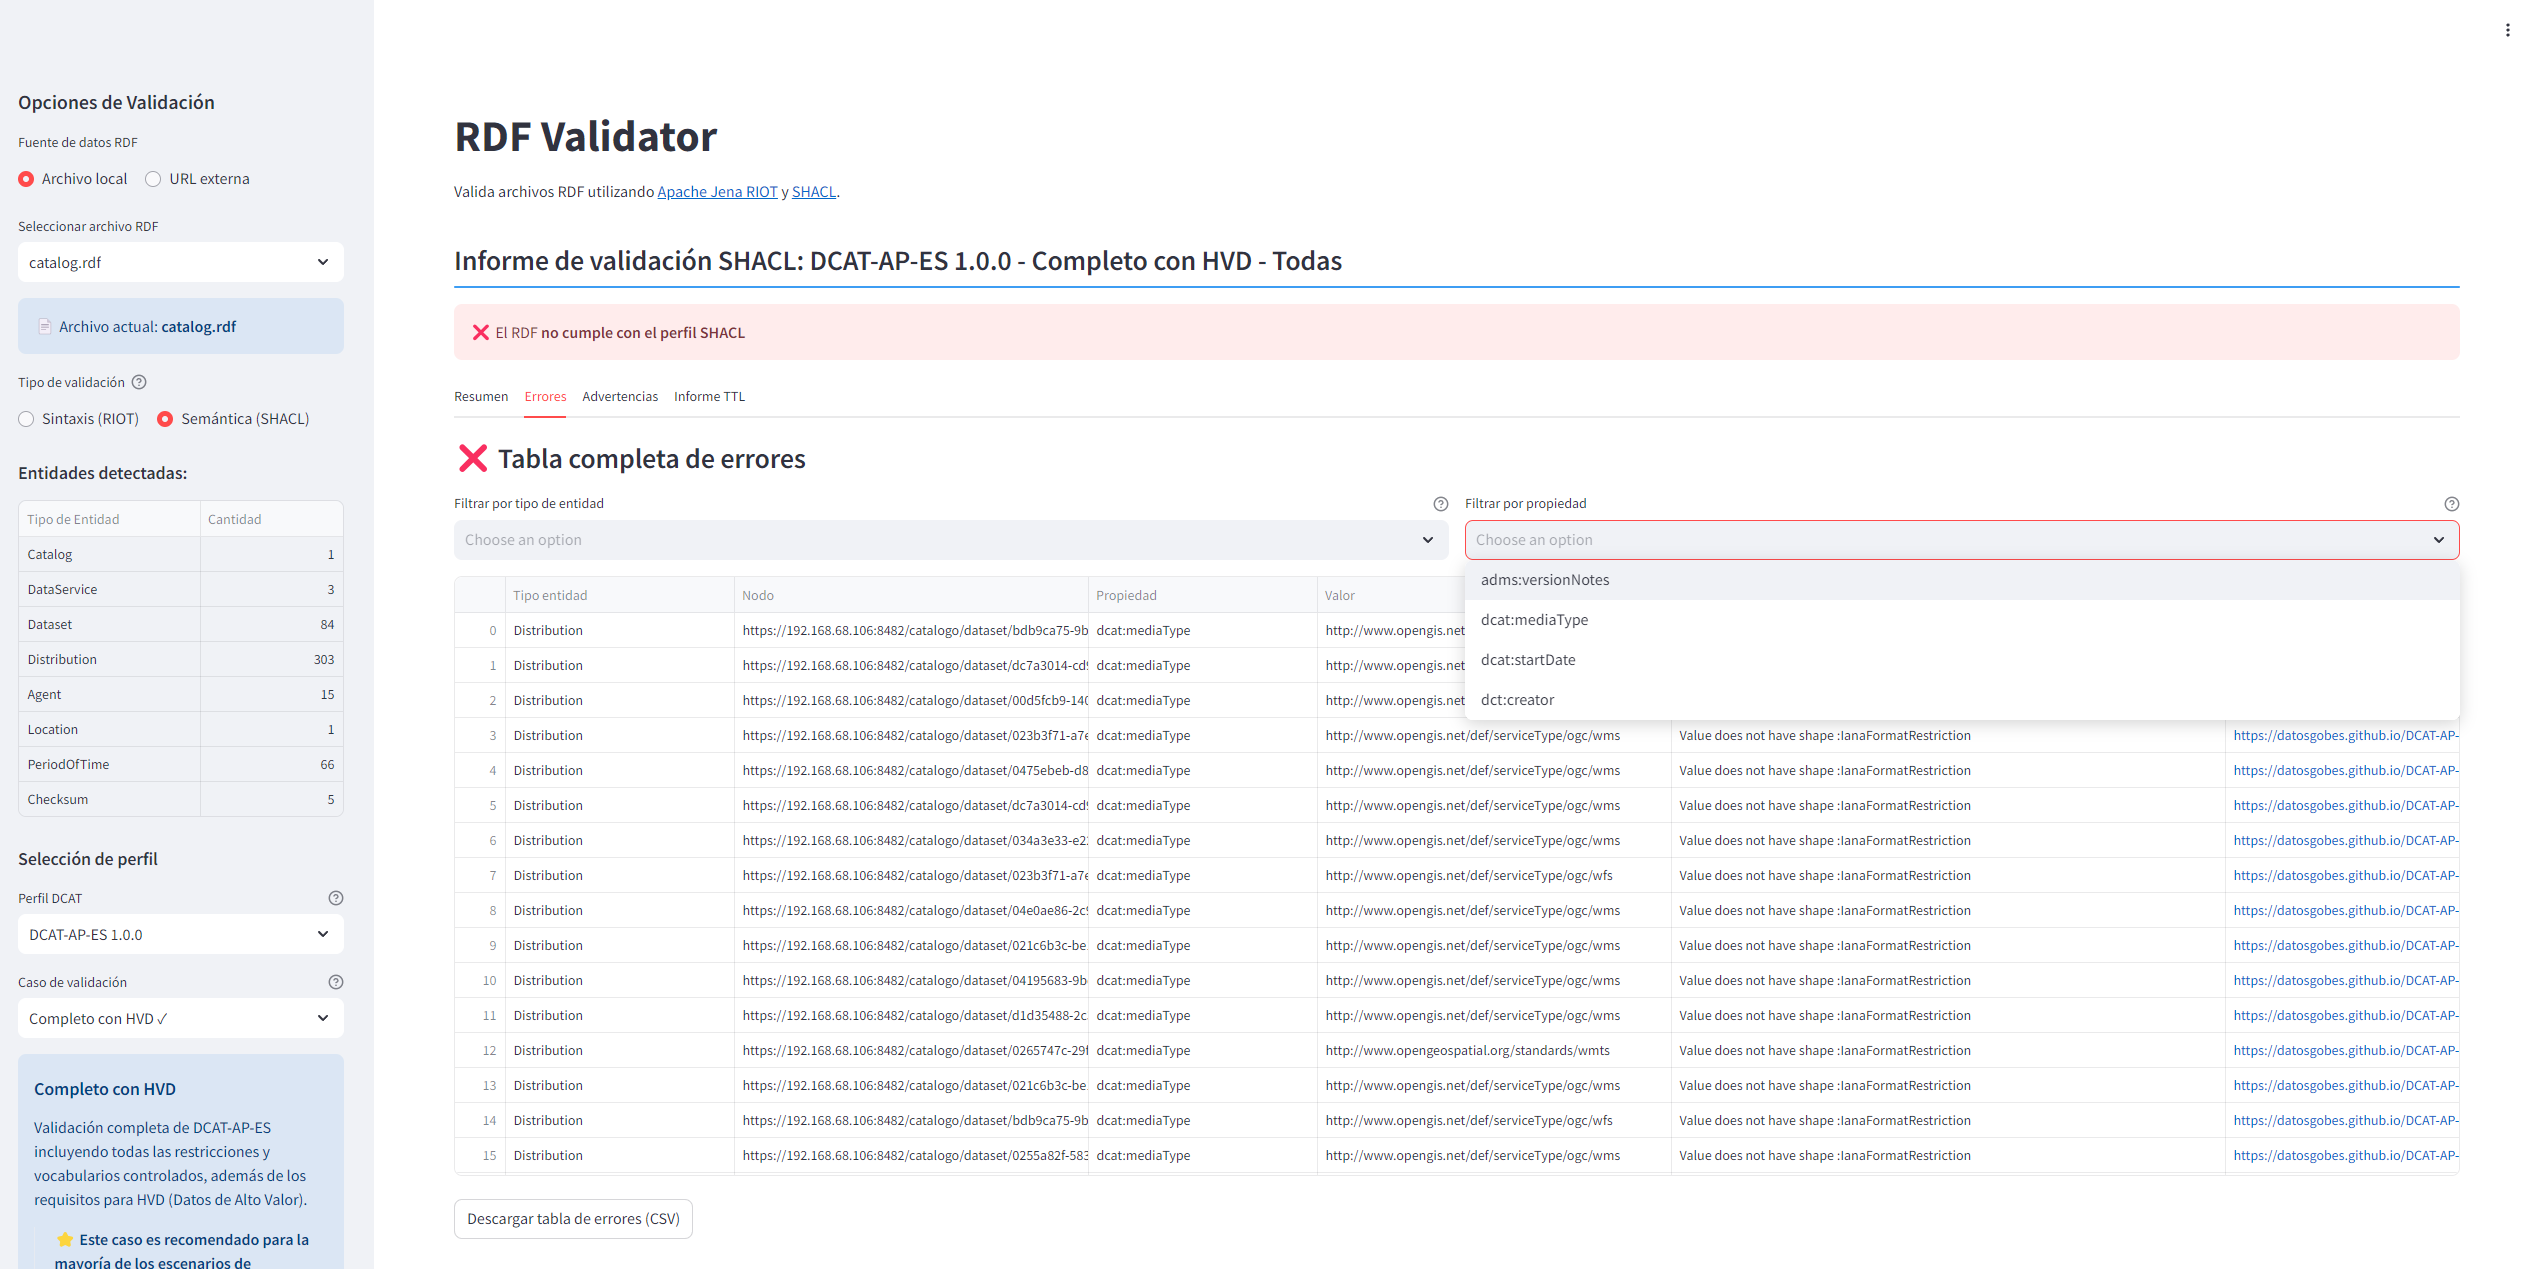 Opciones de Validación
Fuente de datos RDF
Archivo local
URL externa
Seleccionar archivo RDF
catalog.rdf
Archivo actual: catalog.rdf
Tipo de validación
Sintaxis (RIOT)
Semántica (SHACL)
Entidades detectadas:
Tipo de Entidad Cantidad
Catalog 1
DataService 3
Dataset 84
Distribution 303
Agent 15
Location 1
PeriodOfTime 66
Checksum 5
Selección de perfil
Perfil DCAT
DCAT-AP-ES 1.0.0
Caso de validación
Completo con HVD ✓
Completo con HVD
Validación completa de DCAT-AP-ES
incluyendo todas las restricciones y
vocabularios controlados, además de los
requisitos para HVD (Datos de Alto Valor).
⭐ Este caso es recomendado para la
mayoría de los escenarios de
RDF Validator
Valida archivos RDF utilizando Apache Jena RIOT y SHACL.
Informe de validación SHACL: DCAT-AP-ES 1.0.0 - Completo con HVD - Todas
❌ El RDF no cumple con el perfil SHACL
Resumen Errores Advertencias Informe TTL
❌ Tabla completa de errores
Filtrar por tipo de entidad
Choose an option
Filtrar por propiedad
Choose an option
adms:versionNotes
dcat:mediaType
dcat:startDate
dct:creator
Tipo entidad Nodo Propiedad Valor
0 Distribution https://192.168.68.106:8482/catalogo/dataset/bdb9ca75-9b dcat:mediaType http://www.opengis.net
1 Distribution https://192.168.68.106:8482/catalogo/dataset/dc7a3014-cd9 dcat:mediaType http://www.opengis.net
2 Distribution https://192.168.68.106:8482/catalogo/dataset/00d5fcb9-140 dcat:mediaType http://www.opengis.net
3 Distribution https://192.168.68.106:8482/catalogo/dataset/023b3f71-a7e dcat:mediaType http://www.opengis.net/def/serviceType/ogc/wms Value does not have shape :IanaFormatRestriction https://datosgobes.github.io/DCAT-AP-
4 Distribution https://192.168.68.106:8482/catalogo/dataset/0475ebeb-d8 dcat:mediaType http://www.opengis.net/def/serviceType/ogc/wms Value does not have shape :IanaFormatRestriction https://datosgobes.github.io/DCAT-AP-
5 Distribution https://192.168.68.106:8482/catalogo/dataset/dc7a3014-cd9 dcat:mediaType http://www.opengis.net/def/serviceType/ogc/wms Value does not have shape :IanaFormatRestriction https://datosgobes.github.io/DCAT-AP-
6 Distribution https://192.168.68.106:8482/catalogo/dataset/034a3e33-e2 dcat:mediaType http://www.opengis.net/def/serviceType/ogc/wms Value does not have shape :IanaFormatRestriction https://datosgobes.github.io/DCAT-AP-
7 Distribution https://192.168.68.106:8482/catalogo/dataset/023b3f71-a7e dcat:mediaType http://www.opengis.net/def/serviceType/ogc/wfs Value does not have shape :IanaFormatRestriction https://datosgobes.github.io/DCAT-AP-
8 Distribution https://192.168.68.106:8482/catalogo/dataset/04e0ae86-2c9 dcat:mediaType http://www.opengis.net/def/serviceType/ogc/wms Value does not have shape :IanaFormatRestriction https://datosgobes.github.io/DCAT-AP-
9 Distribution https://192.168.68.106:8482/catalogo/dataset/021c6b3c-be dcat:mediaType http://www.opengis.net/def/serviceType/ogc/wms Value does not have shape :IanaFormatRestriction https://datosgobes.github.io/DCAT-AP-
10 Distribution https://192.168.68.106:8482/catalogo/dataset/04195683-9b dcat:mediaType http://www.opengis.net/def/serviceType/ogc/wms Value does not have shape :IanaFormatRestriction https://datosgobes.github.io/DCAT-AP-
11 Distribution https://192.168.68.106:8482/catalogo/dataset/d1d35488-2c dcat:mediaType http://www.opengis.net/def/serviceType/ogc/wms Value does not have shape :IanaFormatRestriction https://datosgobes.github.io/DCAT-AP-
12 Distribution https://192.168.68.106:8482/catalogo/dataset/0265747c-29f dcat:mediaType http://www.opengeospatial.org/standards/wmts Value does not have shape :IanaFormatRestriction https://datosgobes.github.io/DCAT-AP-
13 Distribution https://192.168.68.106:8482/catalogo/dataset/021c6b3c-be dcat:mediaType http://www.opengis.net/def/serviceType/ogc/wms Value does not have shape :IanaFormatRestriction https://datosgobes.github.io/DCAT-AP-
14 Distribution https://192.168.68.106:8482/catalogo/dataset/bdb9ca75-9b dcat:mediaType http://www.opengis.net/def/serviceType/ogc/wfs Value does not have shape :IanaFormatRestriction https://datosgobes.github.io/DCAT-AP-
15 Distribution https://192.168.68.106:8482/catalogo/dataset/0255a82f-583 dcat:mediaType http://www.opengis.net/def/serviceType/ogc/wms Value does not have shape :IanaFormatRestriction https://datosgobes.github.io/DCAT-AP-
Descargar tabla de errores (CSV)